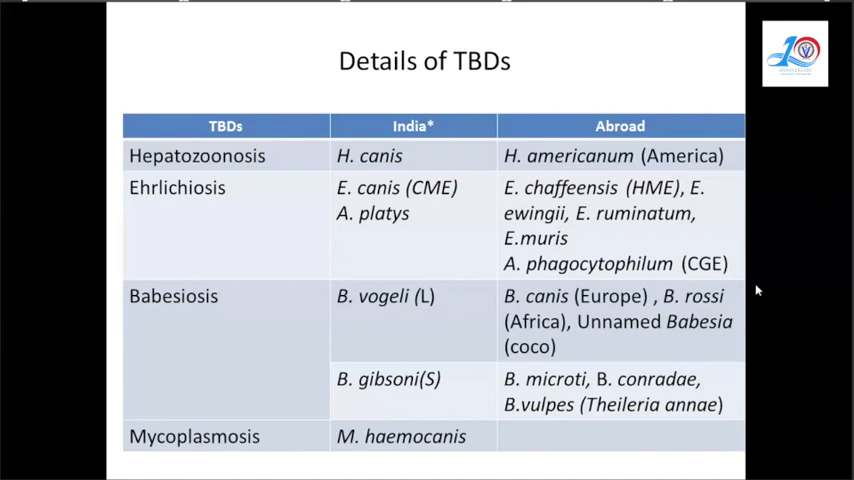 Details of TBDs
TBDs India* Abroad
Hepatozoonosis H. canis H. americanum (America)
Ehrlichiosis E. canis (CME) E. chaffeensis (HME), E.
A. platys ewingii, E. ruminatum,
E.muris
A. phagocytophilum (CGE)
Babesiosis B. vogeli (L) B. canis (Europe) , B. rossi
(Africa), Unnamed Babesia
(coco)
B. gibsoni(S) B. microti, B. conradae,
B.vulpes (Theileria annae)
Mycoplasmosis M. haemocanis